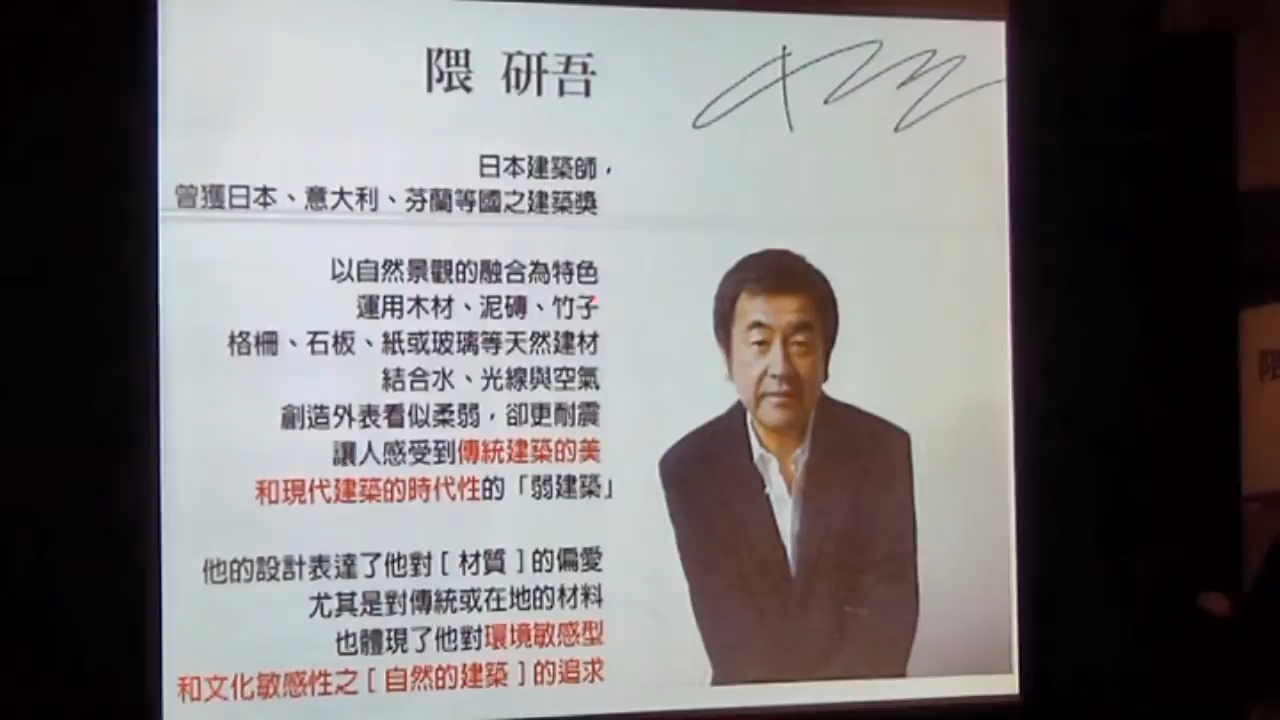 隈 研吾
日本建築師，
曾獲日本、意大利、芬蘭等國之建築獎
以自然景觀的融合為特色
運用木材、泥磚、竹子
格柵、石板、紙或玻璃等天然建材
結合水、光線與空氣
創造外表看似柔弱，卻更耐震
讓人感受到傳統建築的美
和現代建築的時代性的「弱建築」
他的設計表達了他對［材質］的偏愛
尤其是對傳統或在地的材料
也體現了他對環境敏感型
和文化敏感性之［自然的建築］的追求